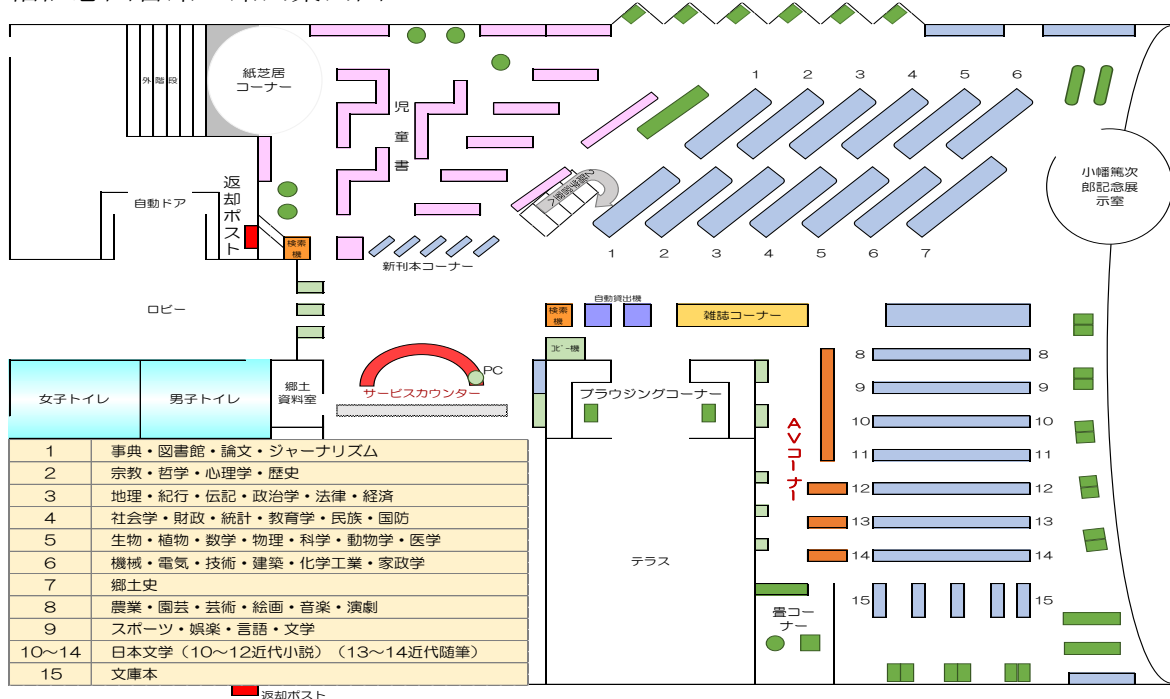 外階段
紙芝居
コーナー
児童書
1 2 3 4 5 6
小幡篤次
郎記念展
示室
返却ポスト
自動ドア
検索
機
新刊本コーナー
1 2 3 4 5 6 7
ロビー
自動貸出機
検索
機
雑誌コーナー
コピー機
PC
サービスカウンター
女子トイレ
男子トイレ
郷土
資料室
ブラウジングコーナー
AVコーナー
8 8
9 9
10 10
11 11
12 12
13 13
14 14
15 15
テラス
畳コー
ナー
1 事典・図書館・論文・ジャーナリズム
2 宗教・哲学・心理学・歴史
3 地理・紀行・伝記・政治学・法律・経済
4 社会学・財政・統計・教育学・民族・国防
5 生物・植物・数学・物理・科学・動物学・医学
6 機械・電気・技術・建築・化学工業・家政学
7 郷土史
8 農業・園芸・芸術・絵画・音楽・演劇
9 スポーツ・娯楽・言語・文学
10～14 日本文学（10～12近代小説）（13～14近代随筆）
15 文庫本
返却ポスト